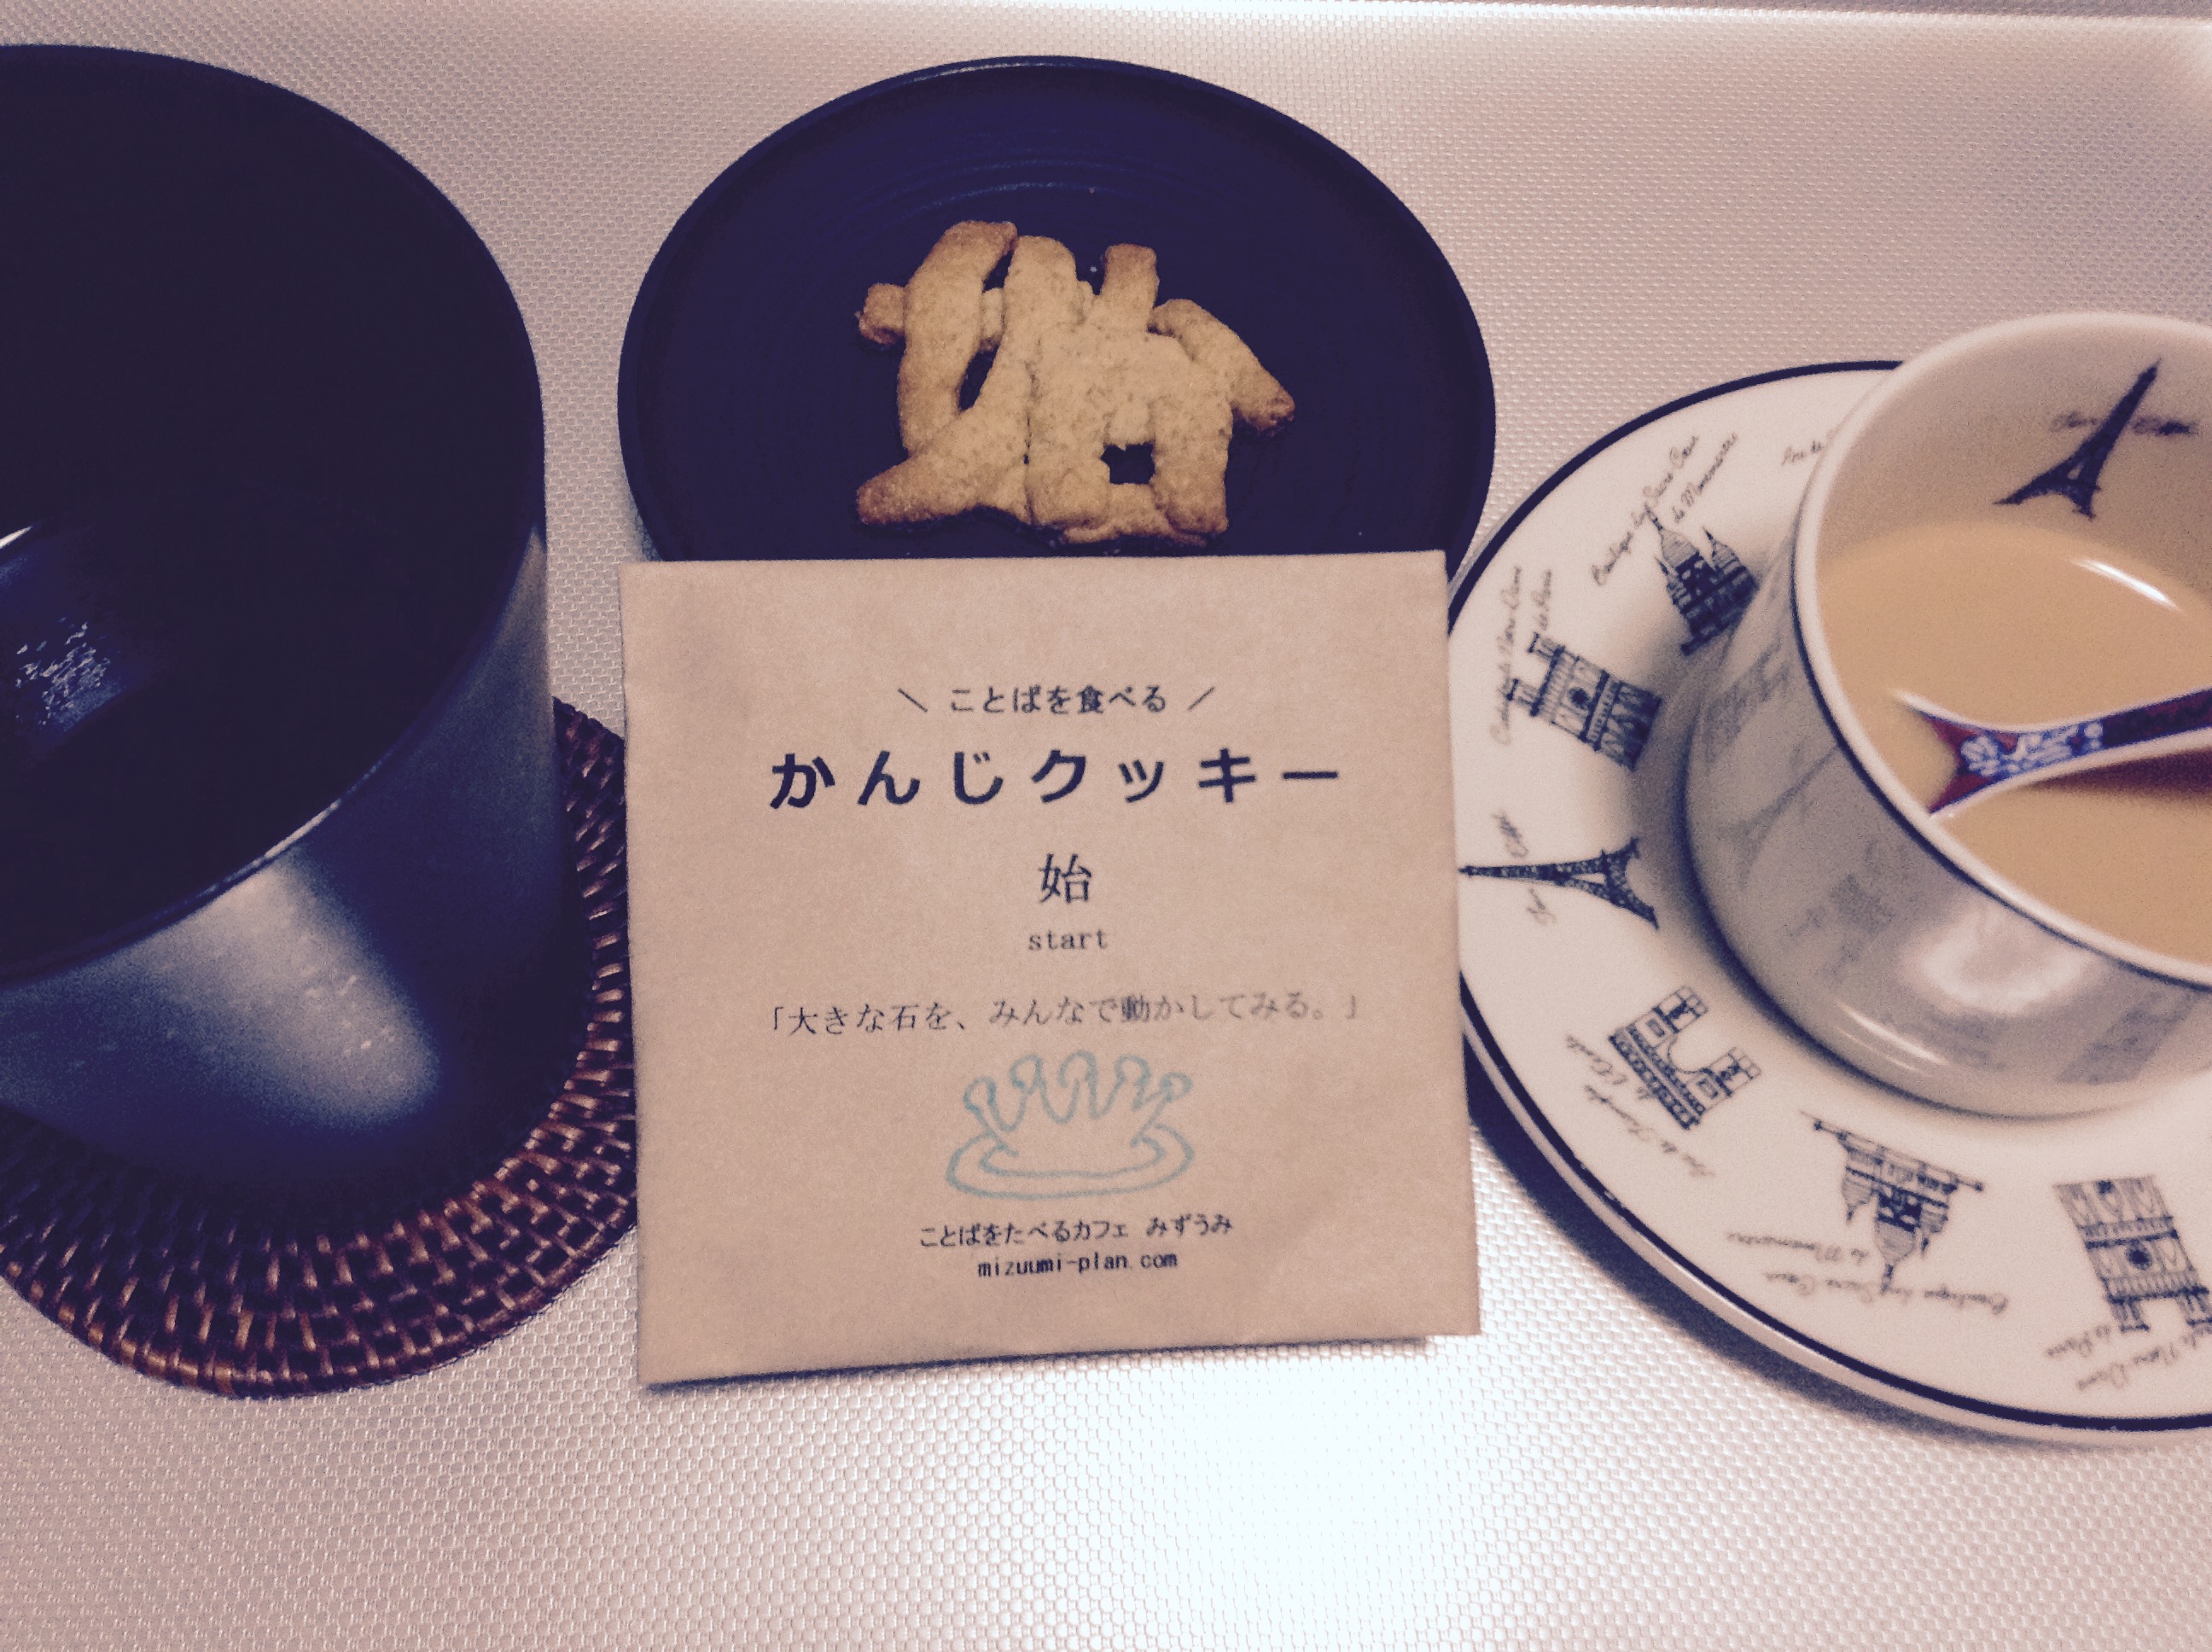 ＼ ことばを食べる ／
かんじクッキー
始
start
「大きな石を、みんなで動かしてみる。」
ことばをたべるカフェ みずうみ
mizuumi-plan.com